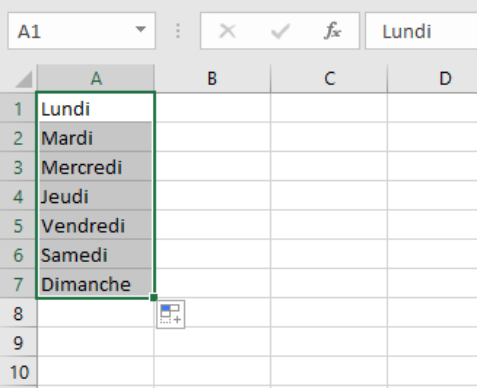 A1 fx Lundi
A B C D
1 Lundi
2 Mardi
3 Mercredi
4 Jeudi
5 Vendredi
6 Samedi
7 Dimanche
8
9
10